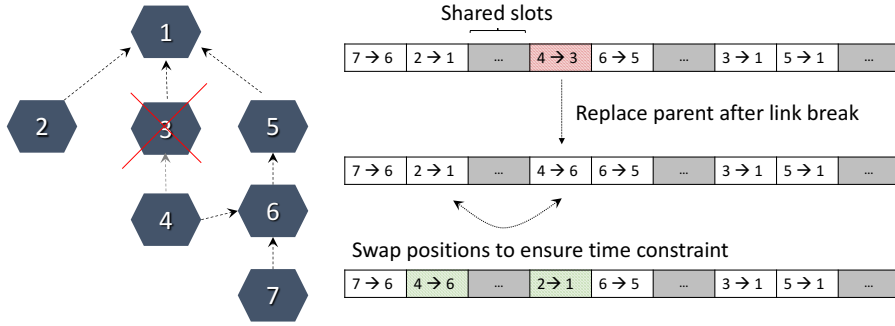 Shared slots
1
7 → 6 2 → 1 ... 4 → 3 6 → 5 ... 3 → 1 5 → 1 ...
2 3 5
Replace parent after link break
7 → 6 2 → 1 ... 4 → 6 6 → 5 ... 3 → 1 5 → 1 ...
4 6
Swap positions to ensure time constraint
7
7 → 6 4 → 6 ... 2 → 1 6 → 5 ... 3 → 1 5 → 1 ...